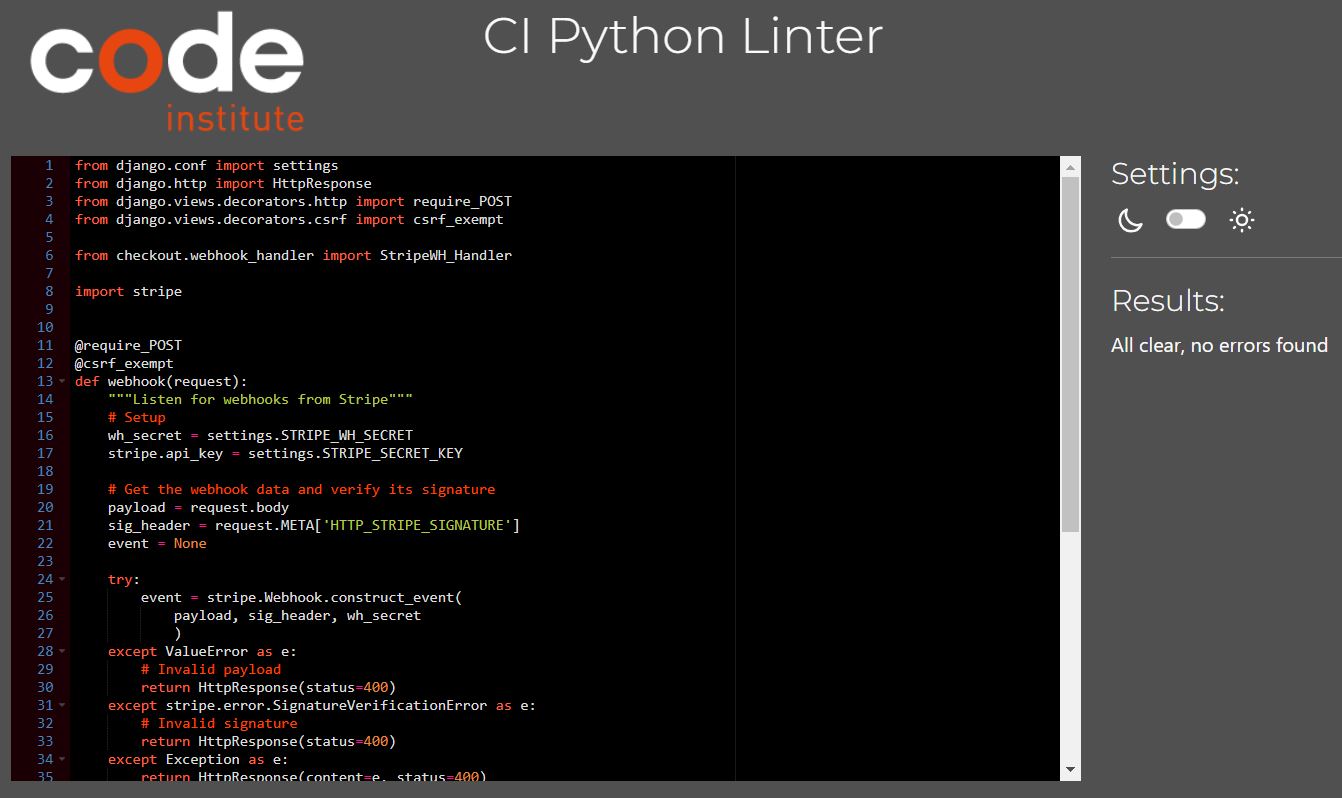 code
institute
CI Python Linter
1 from django.conf import settings
2 from django.http import HttpResponse
3 from django.views.decorators.http import require_POST
4 from django.views.decorators.csrf import csrf_exempt
5
6 from checkout.webhook_handler import StripeWH_Handler
7
8 import stripe
9
10
11 @require_POST
12 @csrf_exempt
13 def webhook(request):
14     """Listen for webhooks from Stripe"""
15     # Setup
16     wh_secret = settings.STRIPE_WH_SECRET
17     stripe.api_key = settings.STRIPE_SECRET_KEY
18
19     # Get the webhook data and verify its signature
20     payload = request.body
21     sig_header = request.META['HTTP_STRIPE_SIGNATURE']
22     event = None
23
24     try:
25         event = stripe.Webhook.construct_event(
26             payload, sig_header, wh_secret
27             )
28     except ValueError as e:
29         # Invalid payload
30         return HttpResponse(status=400)
31     except stripe.error.SignatureVerificationError as e:
32         # Invalid signature
33         return HttpResponse(status=400)
34     except Exception as e:
35         return HttpResponse(content=e, status=400)
Settings:
Results:
All clear, no errors found